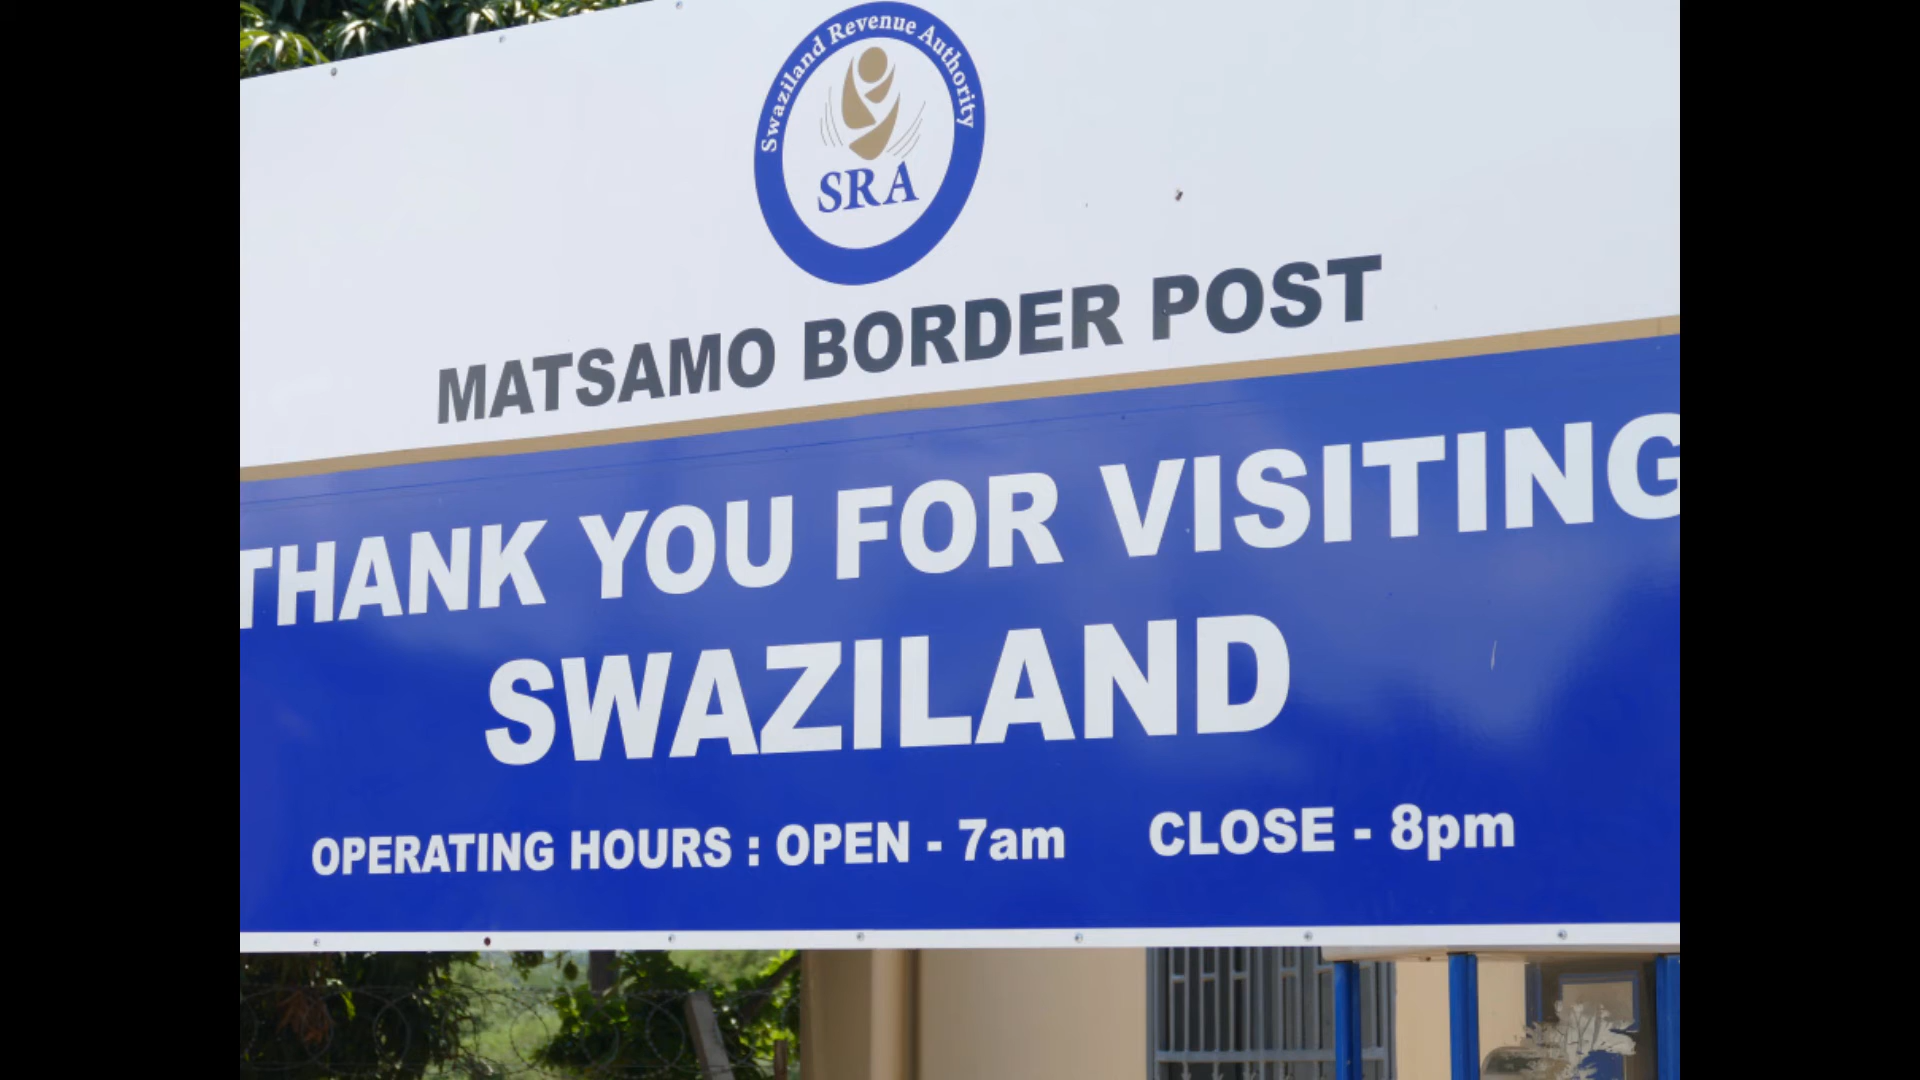 Swaziland Revenue Authority
SRA
MATSAMO BORDER POST
THANK YOU FOR VISITING
SWAZILAND
OPERATING HOURS : OPEN - 7am CLOSE - 8pm